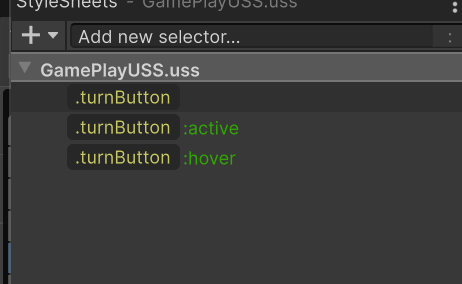 StyleSheets - GamePlayUSS.uss
Add new selector...
GamePlayUSS.uss
.turnButton
.turnButton :active
.turnButton :hover